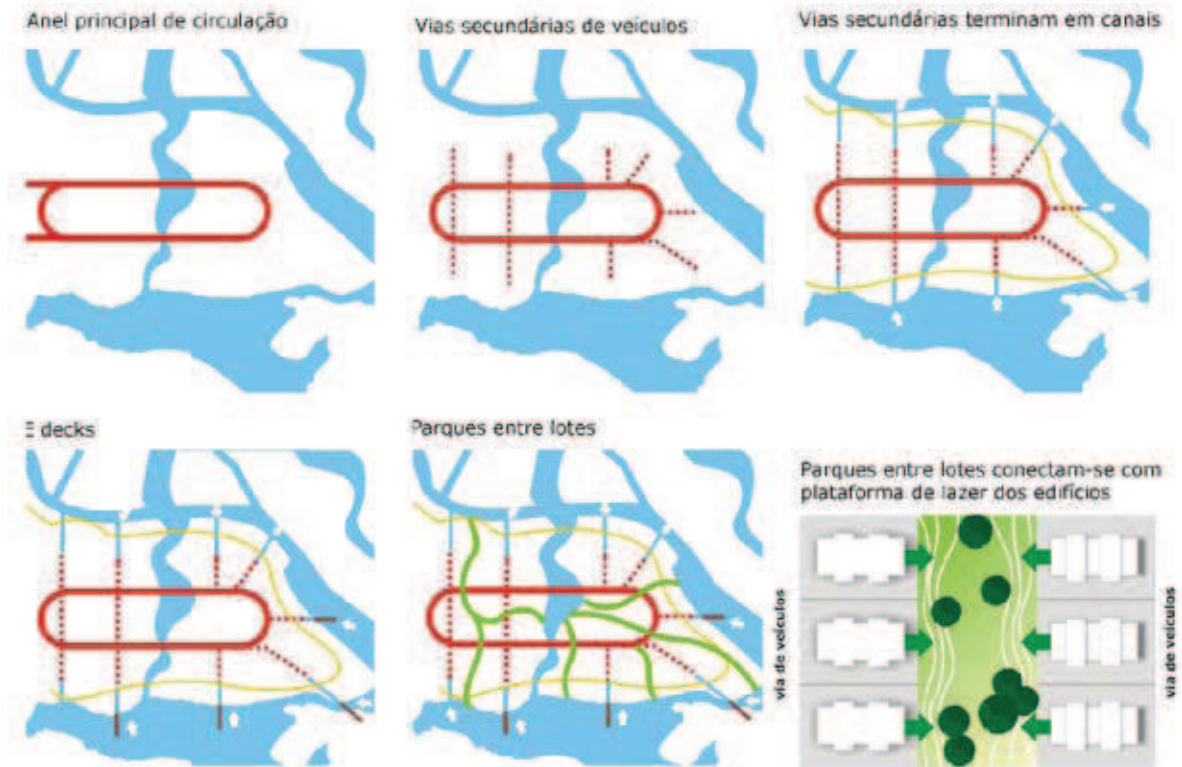 Anel principal de circulação
Vias secundárias de veículos
Vias secundárias terminam em canais
E decks
Parques entre lotes
Parques entre lotes conectam-se com
plataforma de lazer dos edifícios
via de veículos
via de veículos